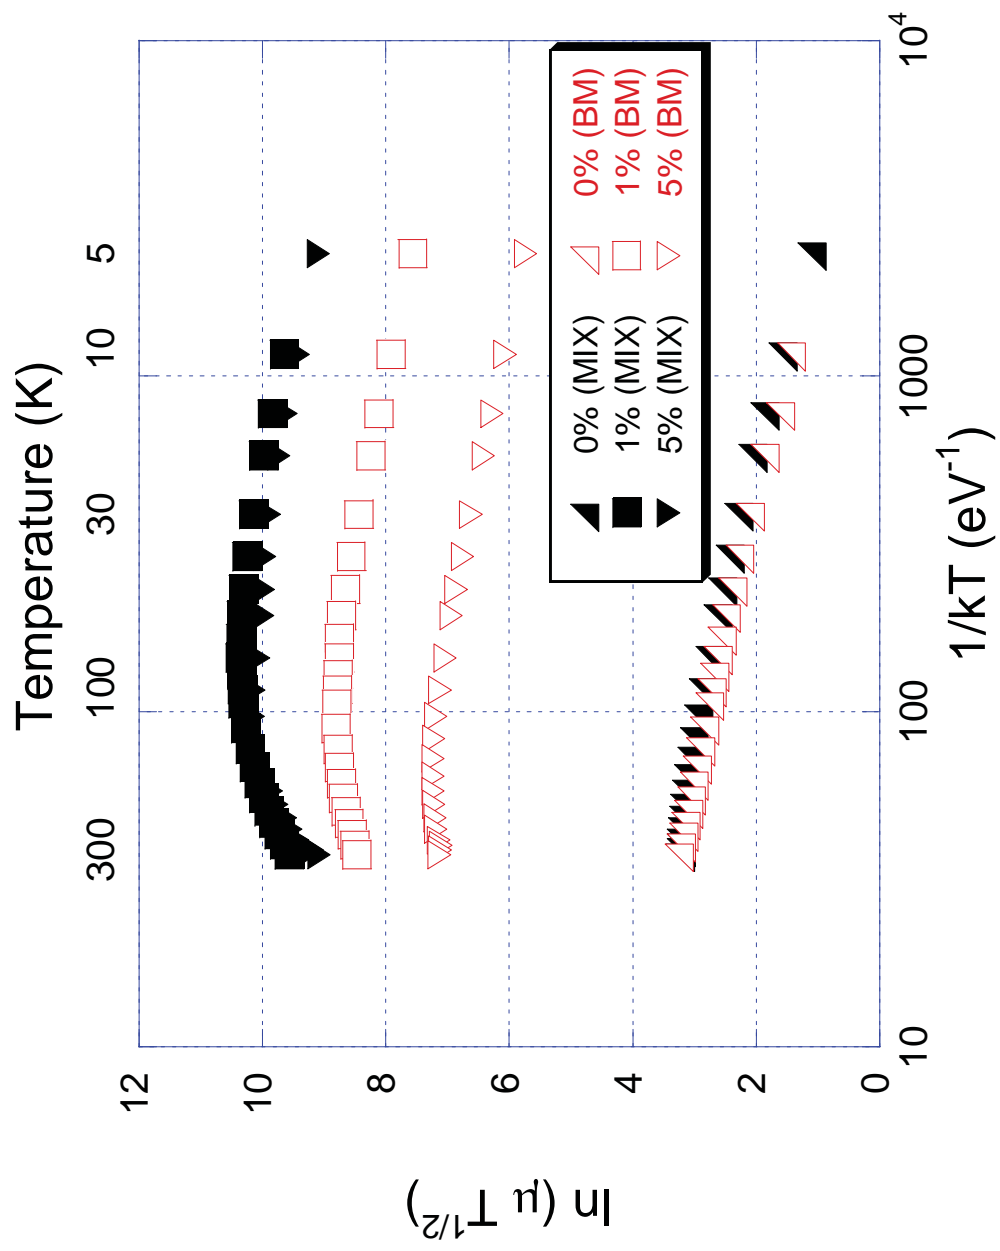 Temperature (K)
300 100 30 10 5
12
10
8
6
4
2
0
ln (μ T^1/2)
0% (MIX) 0% (BM)
1% (MIX) 1% (BM)
5% (MIX) 5% (BM)
10 100 1000 10^4
1/kT (eV^-1)